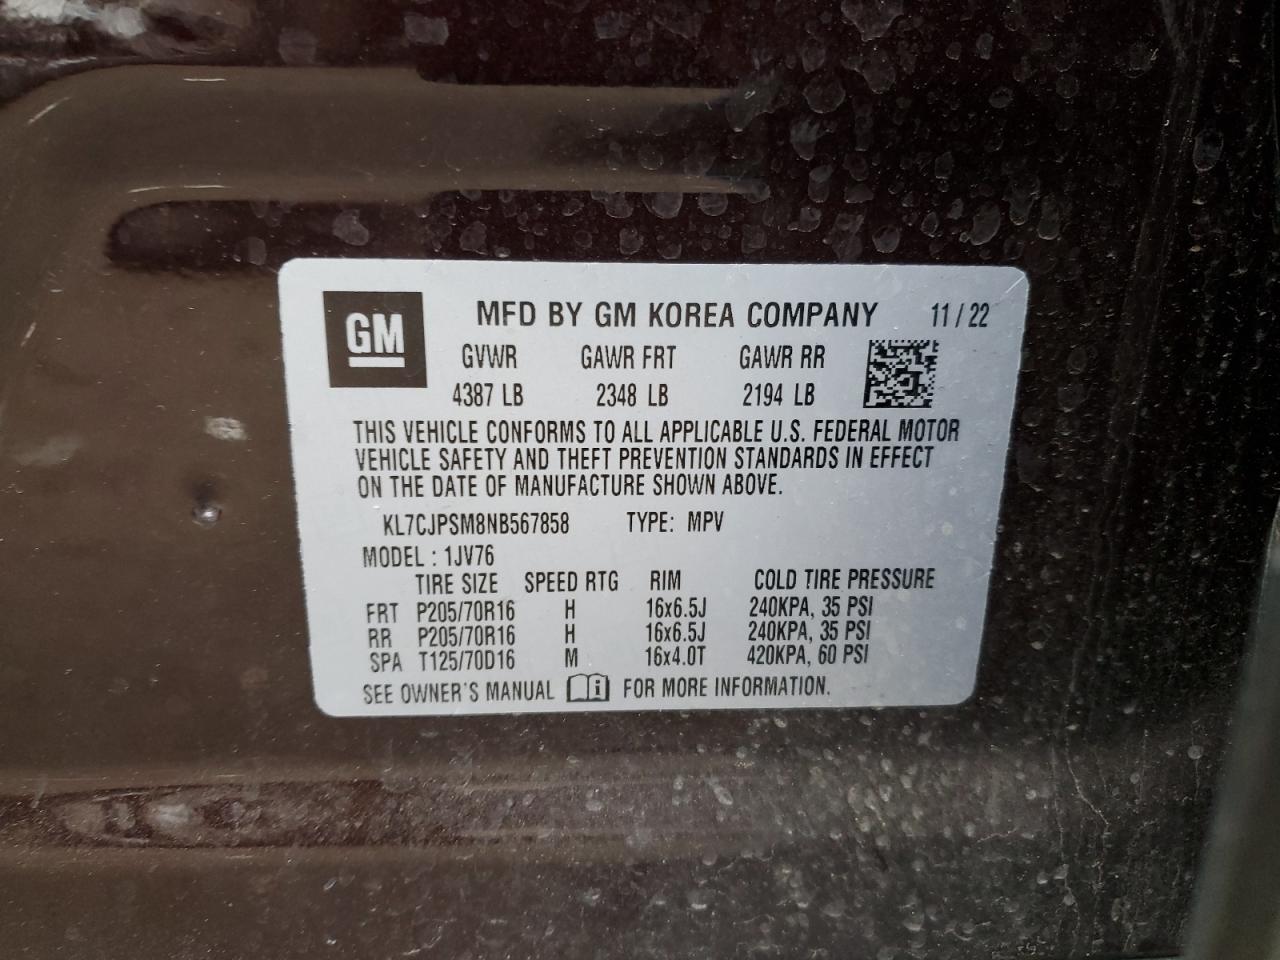 GM
MFD BY GM KOREA COMPANY 11/22
GVWR GAWR FRT GAWR RR
4387 LB 2348 LB 2194 LB
THIS VEHICLE CONFORMS TO ALL APPLICABLE U.S. FEDERAL MOTOR
VEHICLE SAFETY AND THEFT PREVENTION STANDARDS IN EFFECT
ON THE DATE OF MANUFACTURE SHOWN ABOVE.
KL7CJPSM8NB567858 TYPE: MPV
MODEL : 1JV76
TIRE SIZE SPEED RTG RIM COLD TIRE PRESSURE
FRT P205/70R16 H 16x6.5J 240KPA, 35 PSI
RR P205/70R16 H 16x6.5J 240KPA, 35 PSI
SPA T125/70D16 M 16x4.0T 420KPA, 60 PSI
SEE OWNER'S MANUAL i FOR MORE INFORMATION.